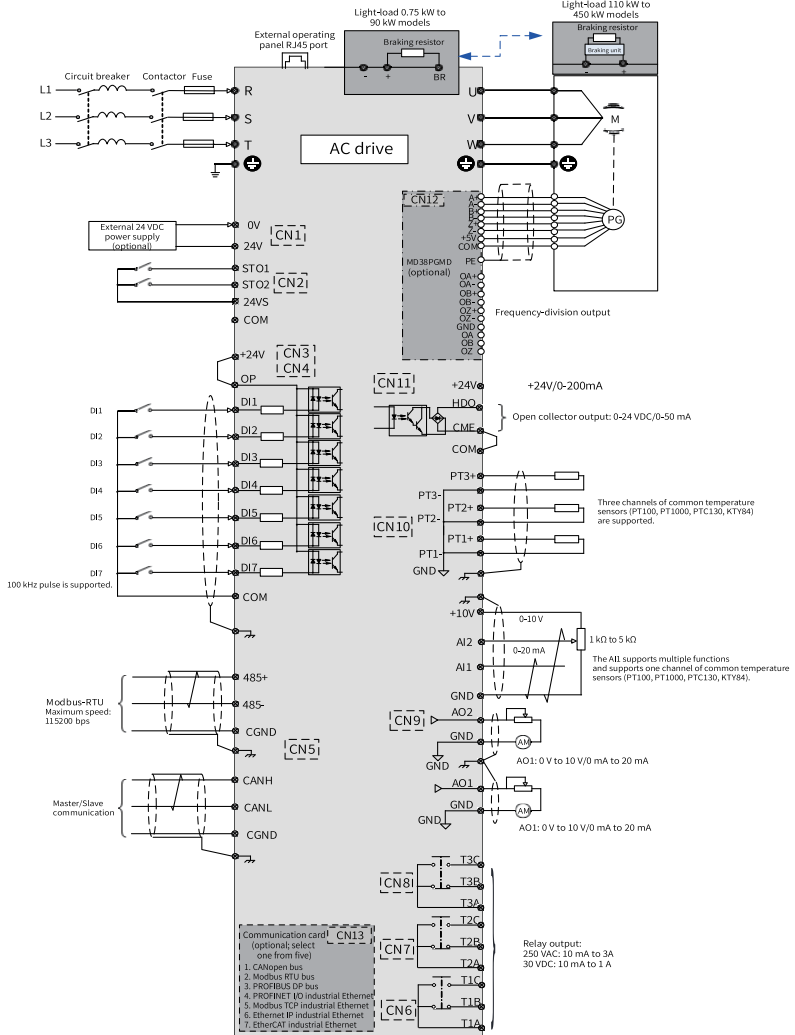 Light-load 0.75 kW to
90 kW models
Light-load 110 kW to
450 kW models
External operating
panel RJ45 port
Braking resistor
-
+
BR
Braking resistor
Braking unit
-
+
Circuit breaker
Contactor
Fuse
L1
R
L2
S
L3
T
AC drive
U
V
W
M
PG
External 24 VDC
power supply
(optional)
0V
24V
CN1
STO1
STO2
24VS
CN2
COM
CN12
MD38PGMD
(optional)
A+
A-
B+
B-
Z+
Z-
+5V
COM
PE
OA+
OA-
OB+
OB-
OZ+
OZ-
GND
OA
OB
OZ
Frequency-division output
+24V
OP
CN3
CN4
DI1
DI1
DI2
DI2
DI3
DI3
DI4
DI4
DI5
DI5
DI6
DI6
DI7
DI7
100 kHz pulse is supported.
COM
CN11
+24V
+24V/0-200mA
HDO
CME
Open collector output: 0-24 VDC/0-50 mA
COM
CN10
PT3+
PT3-
PT2+
PT2-
PT1+
PT1-
GND
Three channels of common temperature
sensors (PT100, PT1000, PTC130, KTY84)
are supported.
+10V
0-10 V
AI2
1 kΩ to 5 kΩ
0-20 mA
AI1
The AI1 supports multiple functions
and supports one channel of common temperature
sensors (PT100, PT1000, PTC130, KTY84).
GND
485+
485-
CGND
Modbus-RTU
Maximum speed:
115200 bps
CN5
CN9
AO2
GND
AM
GND
AO1: 0 V to 10 V/0 mA to 20 mA
AO1
GND
AM
GND
AO1: 0 V to 10 V/0 mA to 20 mA
CANH
CANL
CGND
Master/Slave
communication
CN8
T3C
T3B
T3A
CN7
T2C
T2B
T2A
CN6
T1C
T1B
T1A
Relay output:
250 VAC: 10 mA to 3A
30 VDC: 10 mA to 1 A
Communication card
CN13
(optional; select
one from five)
1. CANopen bus
2. Modbus RTU bus
3. PROFIBUS DP bus
4. PROFINET I/O industrial Ethernet
5. Modbus TCP industrial Ethernet
6. Ethernet IP industrial Ethernet
7. EtherCAT industrial Ethernet